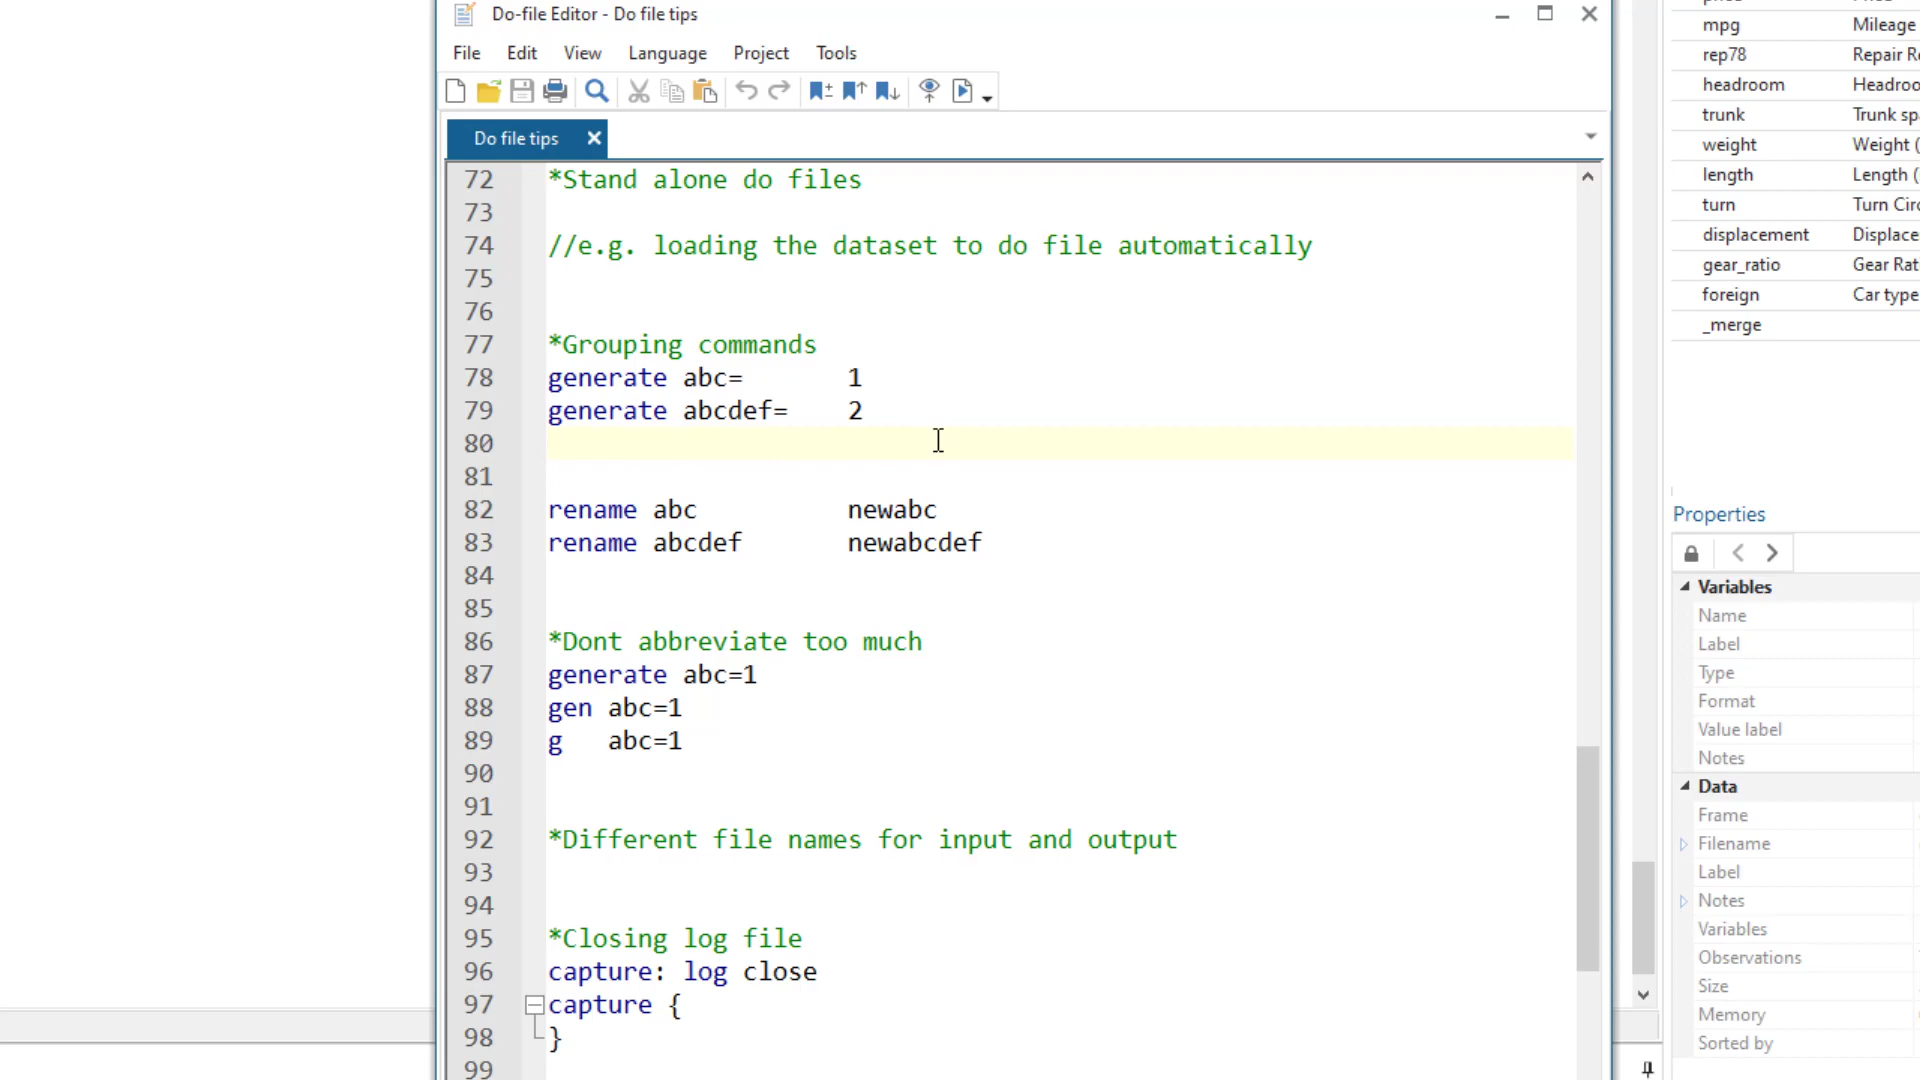 Do-file Editor - Do file tips
File Edit View Language Project Tools
Do file tips
72 *Stand alone do files
73
74 //e.g. loading the dataset to do file automatically
75
76
77 *Grouping commands
78 generate abc= 1
79 generate abcdef= 2
80
81
82 rename abc newabc
83 rename abcdef newabcdef
84
85
86 *Dont abbreviate too much
87 generate abc=1
88 gen abc=1
89 g abc=1
90
91
92 *Different file names for input and output
93
94
95 *Closing log file
96 capture: log close
97 capture {
98 }
99
mpg Mileage
rep78 Repair Re
headroom Headroo
trunk Trunk spa
weight Weight (
length Length (
turn Turn Circ
displacement Displace
gear_ratio Gear Rat
foreign Car type
_merge
Properties
Variables
Name
Label
Type
Format
Value label
Notes
Data
Frame
Filename
Label
Notes
Variables
Observations
Size
Memory
Sorted by